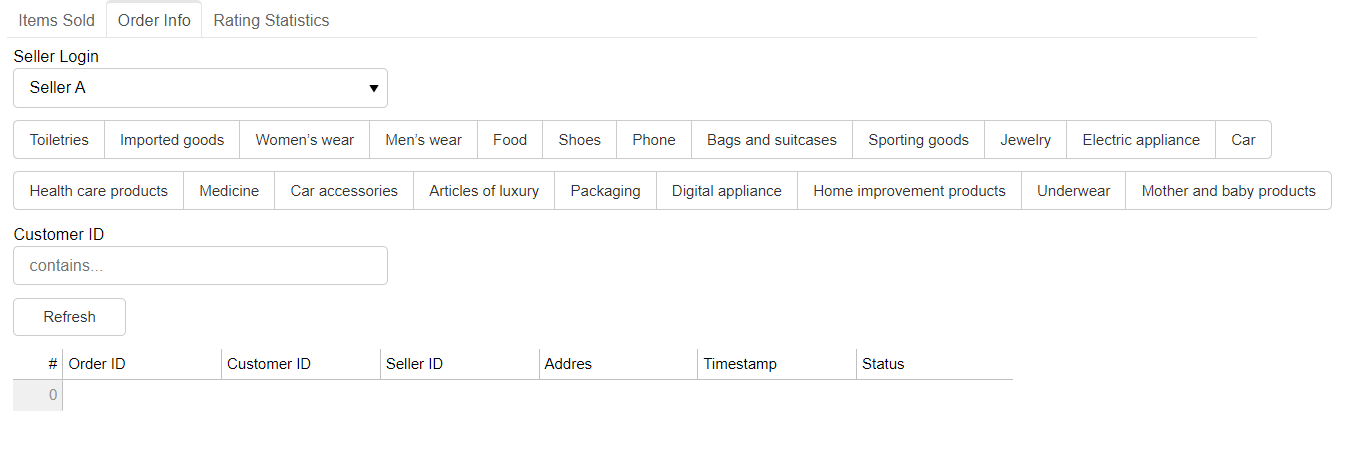 Items Sold Order Info Rating Statistics
Seller Login
Seller A
Toiletries Imported goods Women’s wear Men’s wear Food Shoes Phone Bags and suitcases Sporting goods Jewelry Electric appliance Car
Health care products Medicine Car accessories Articles of luxury Packaging Digital appliance Home improvement products Underwear Mother and baby products
Customer ID
contains...
Refresh
# Order ID Customer ID Seller ID Addres Timestamp Status
0